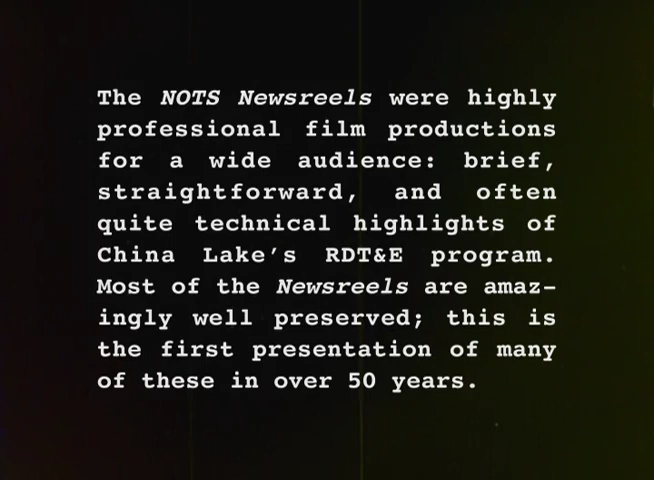 The NOTS Newsreels were highly
professional film productions
for a wide audience: brief,
straightforward, and often
quite technical highlights of
China Lake's RDT&E program.
Most of the Newsreels are amaz-
ingly well preserved; this is
the first presentation of many
of these in over 50 years.